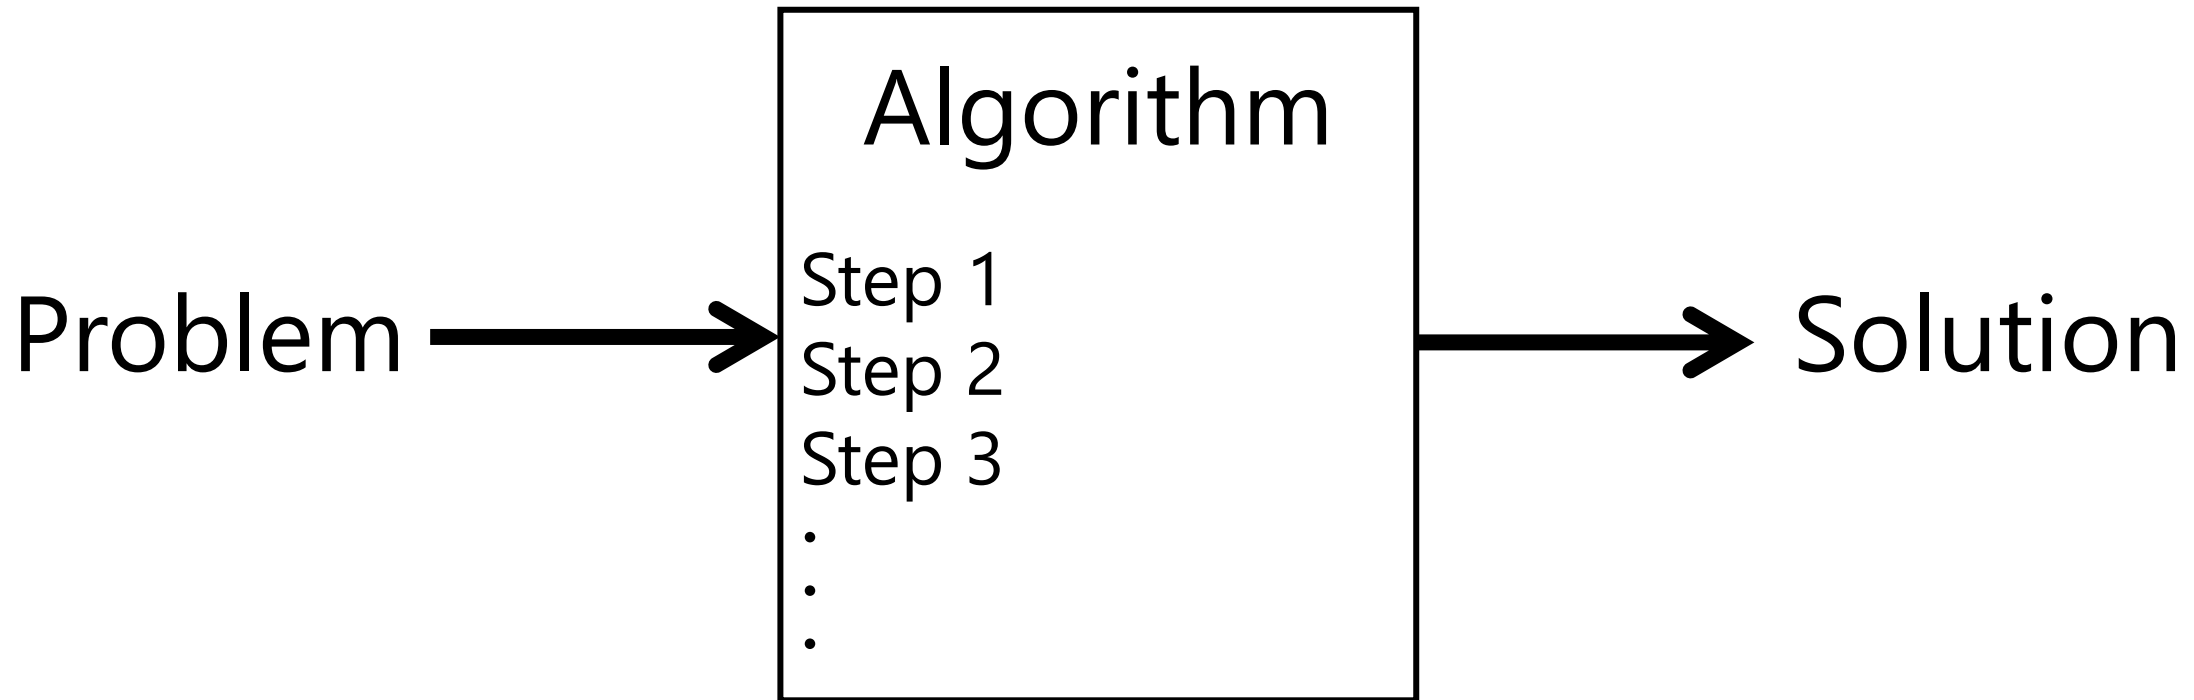 Algorithm
Problem
Step 1
Step 2
Step 3
.
.
.
Solution